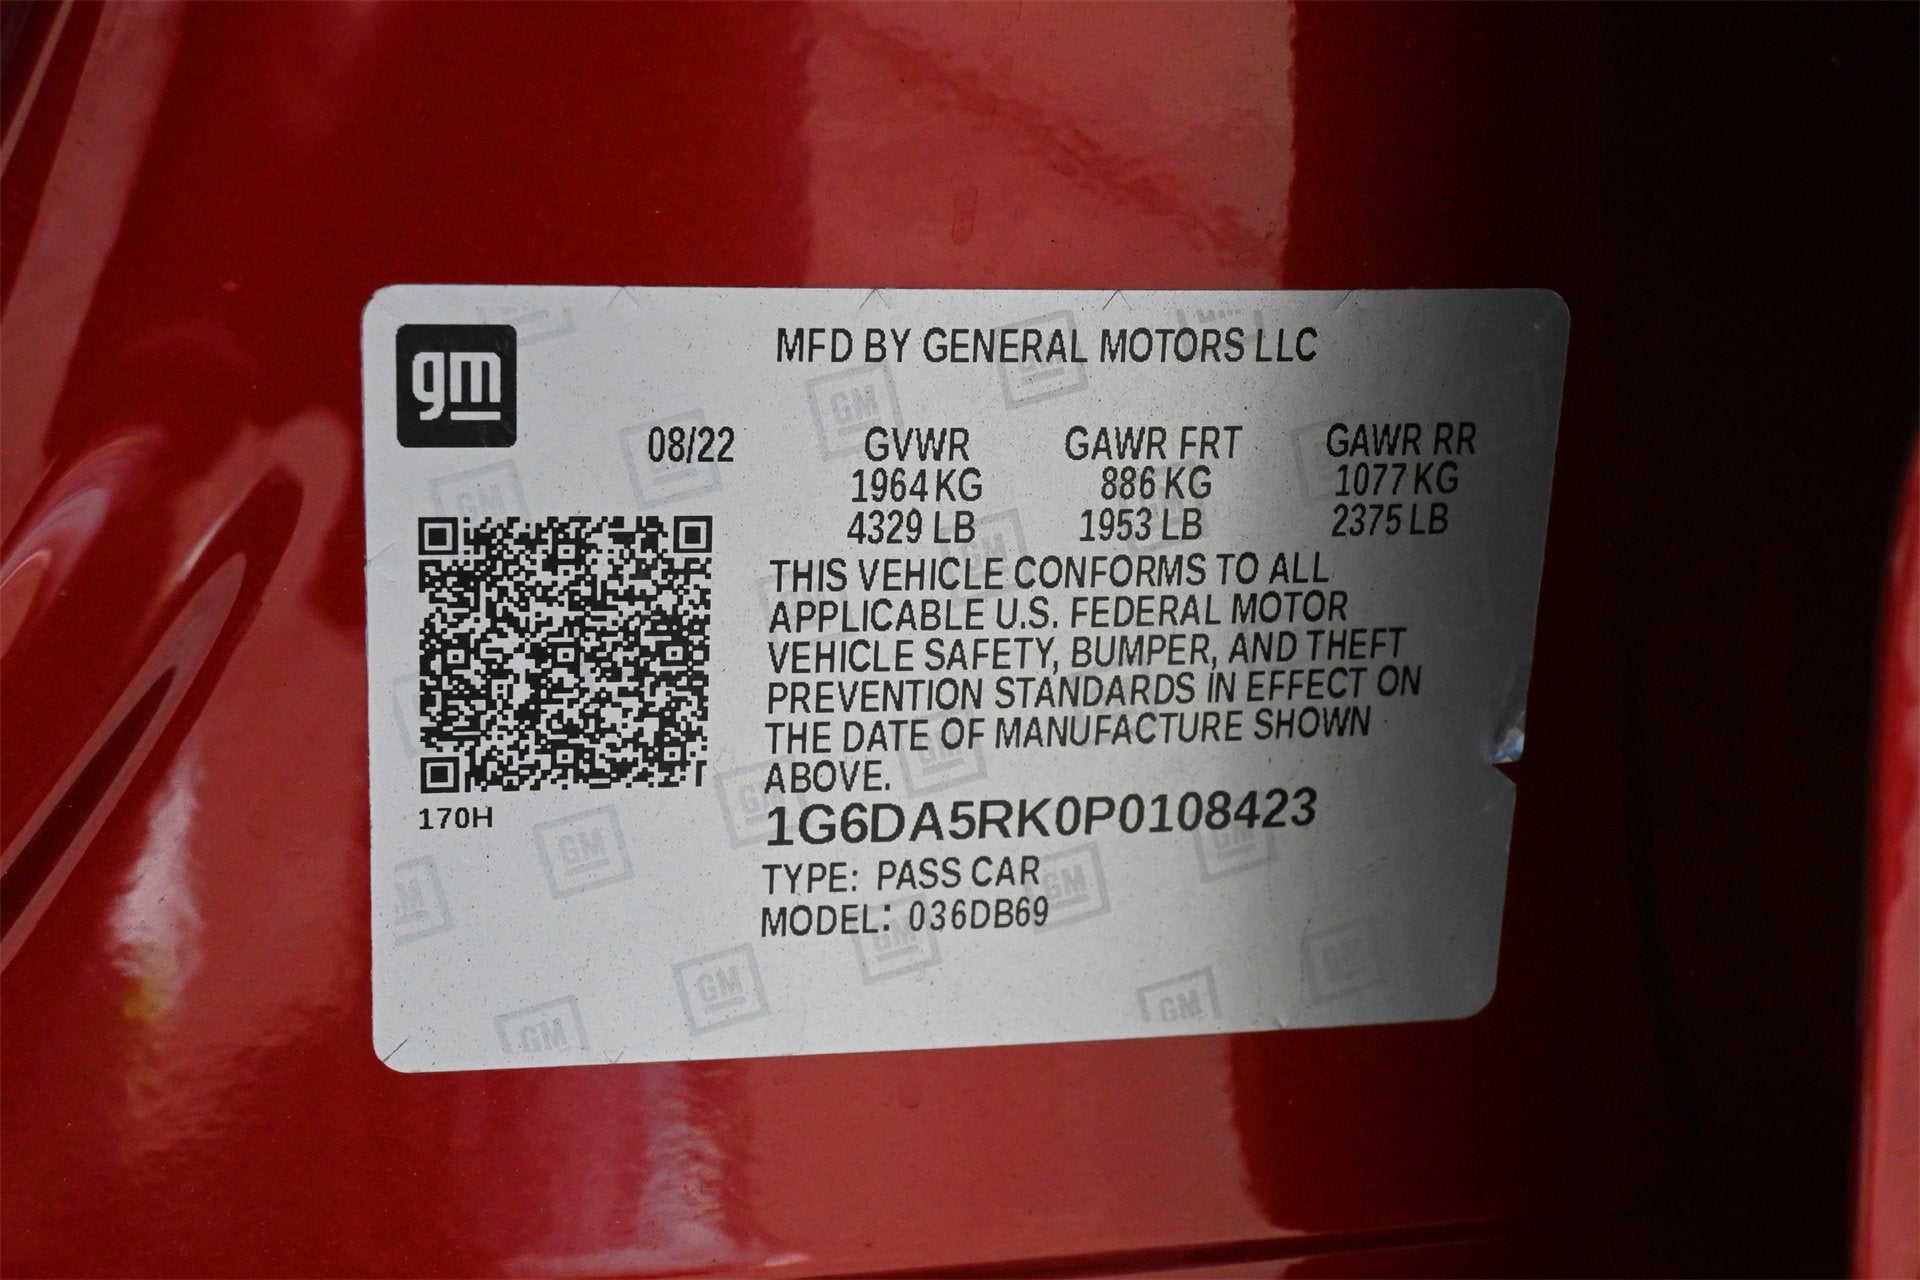 gm
MFD BY GENERAL MOTORS LLC
08/22 GVWR GAWR FRT GAWR RR
1964 KG 886 KG 1077 KG
4329 LB 1953 LB 2375 LB
THIS VEHICLE CONFORMS TO ALL
APPLICABLE U.S. FEDERAL MOTOR
VEHICLE SAFETY, BUMPER, AND THEFT
PREVENTION STANDARDS IN EFFECT ON
THE DATE OF MANUFACTURE SHOWN
ABOVE.
170H
1G6DA5RK0P0108423
TYPE: PASS CAR
MODEL: 036DB69